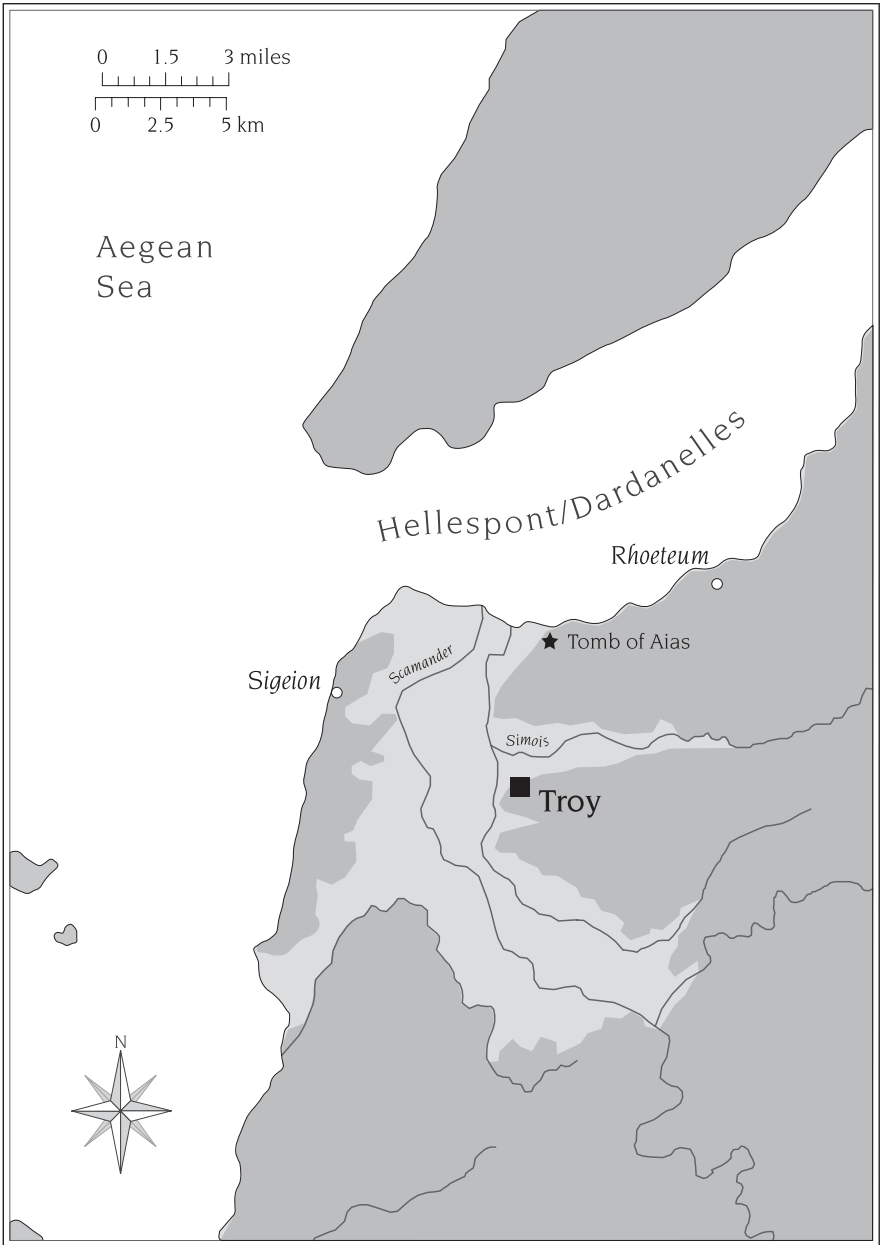 0 1.5 3 miles
0 2.5 5 km
Aegean
Sea
Hellespont/Dardanelles
Rhoeteum
Tomb of Aias
Scamander
Sigeion
Simois
Troy
N